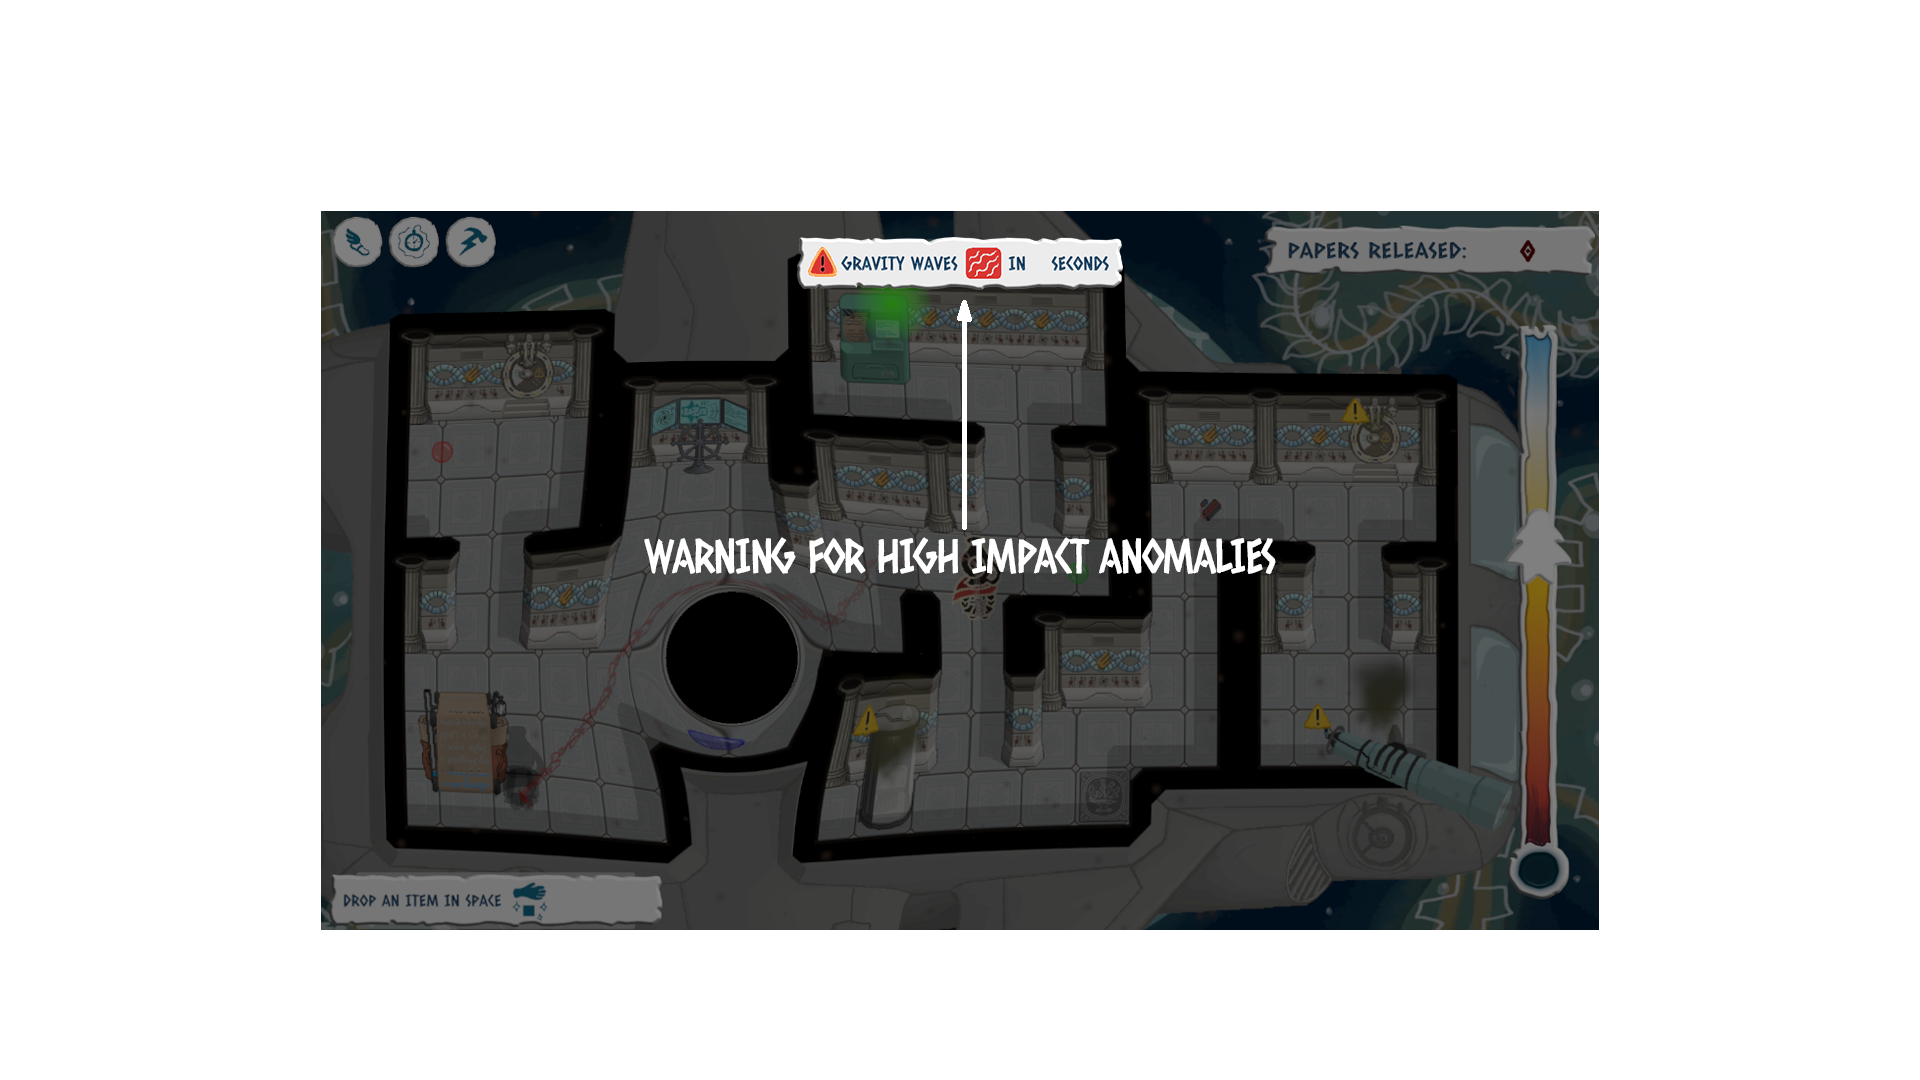 GRAVITY WAVES IN SECONDS
PAPERS RELEASED:
WARNING FOR HIGH IMPACT ANOMALIES
DROP AN ITEM IN SPACE